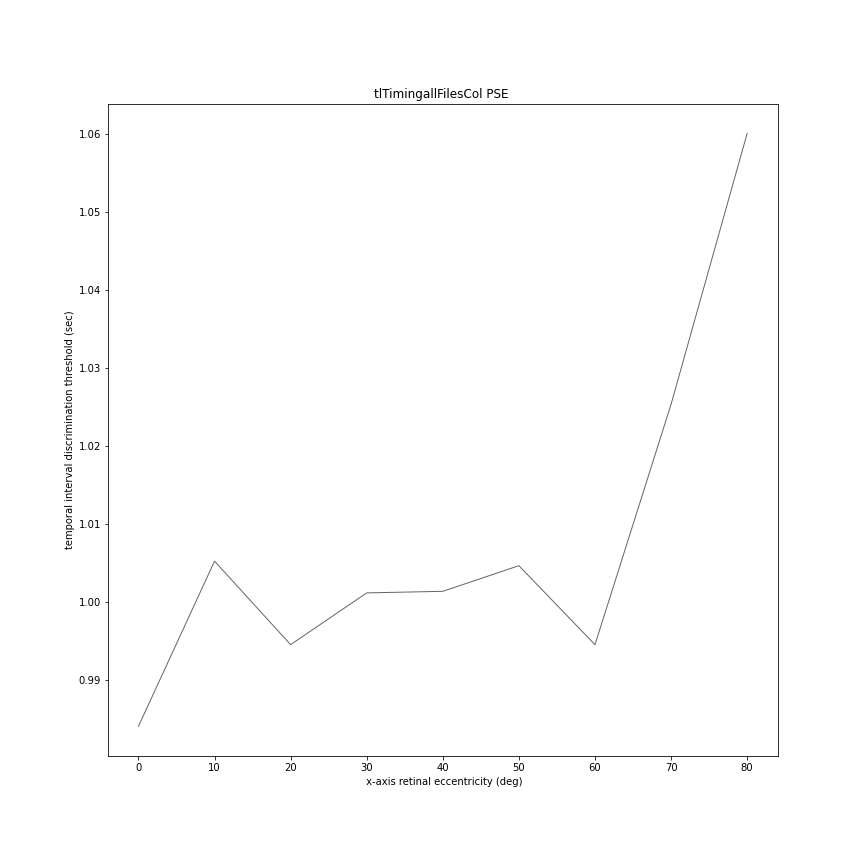 tlTimingallFilesCol PSE
temporal interval discrimination threshold (sec)
1.06
1.05
1.04
1.03
1.02
1.01
1.00
0.99
0 10 20 30 40 50 60 70 80
x-axis retinal eccentricity (deg)